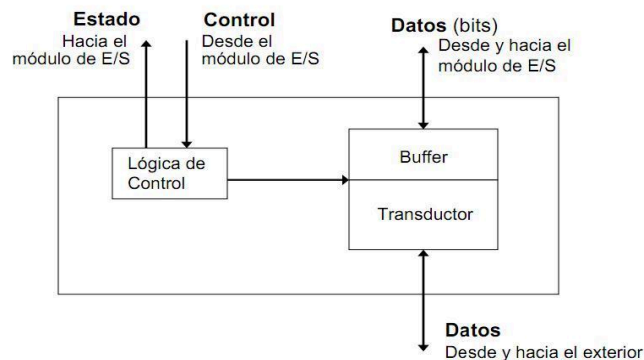 Estado
Hacia el
módulo de E/S
Control
Desde el
módulo de E/S
Datos (bits)
Desde y hacia el
módulo de E/S
Lógica de
Control
Buffer
Transductor
Datos
Desde y hacia el exterior